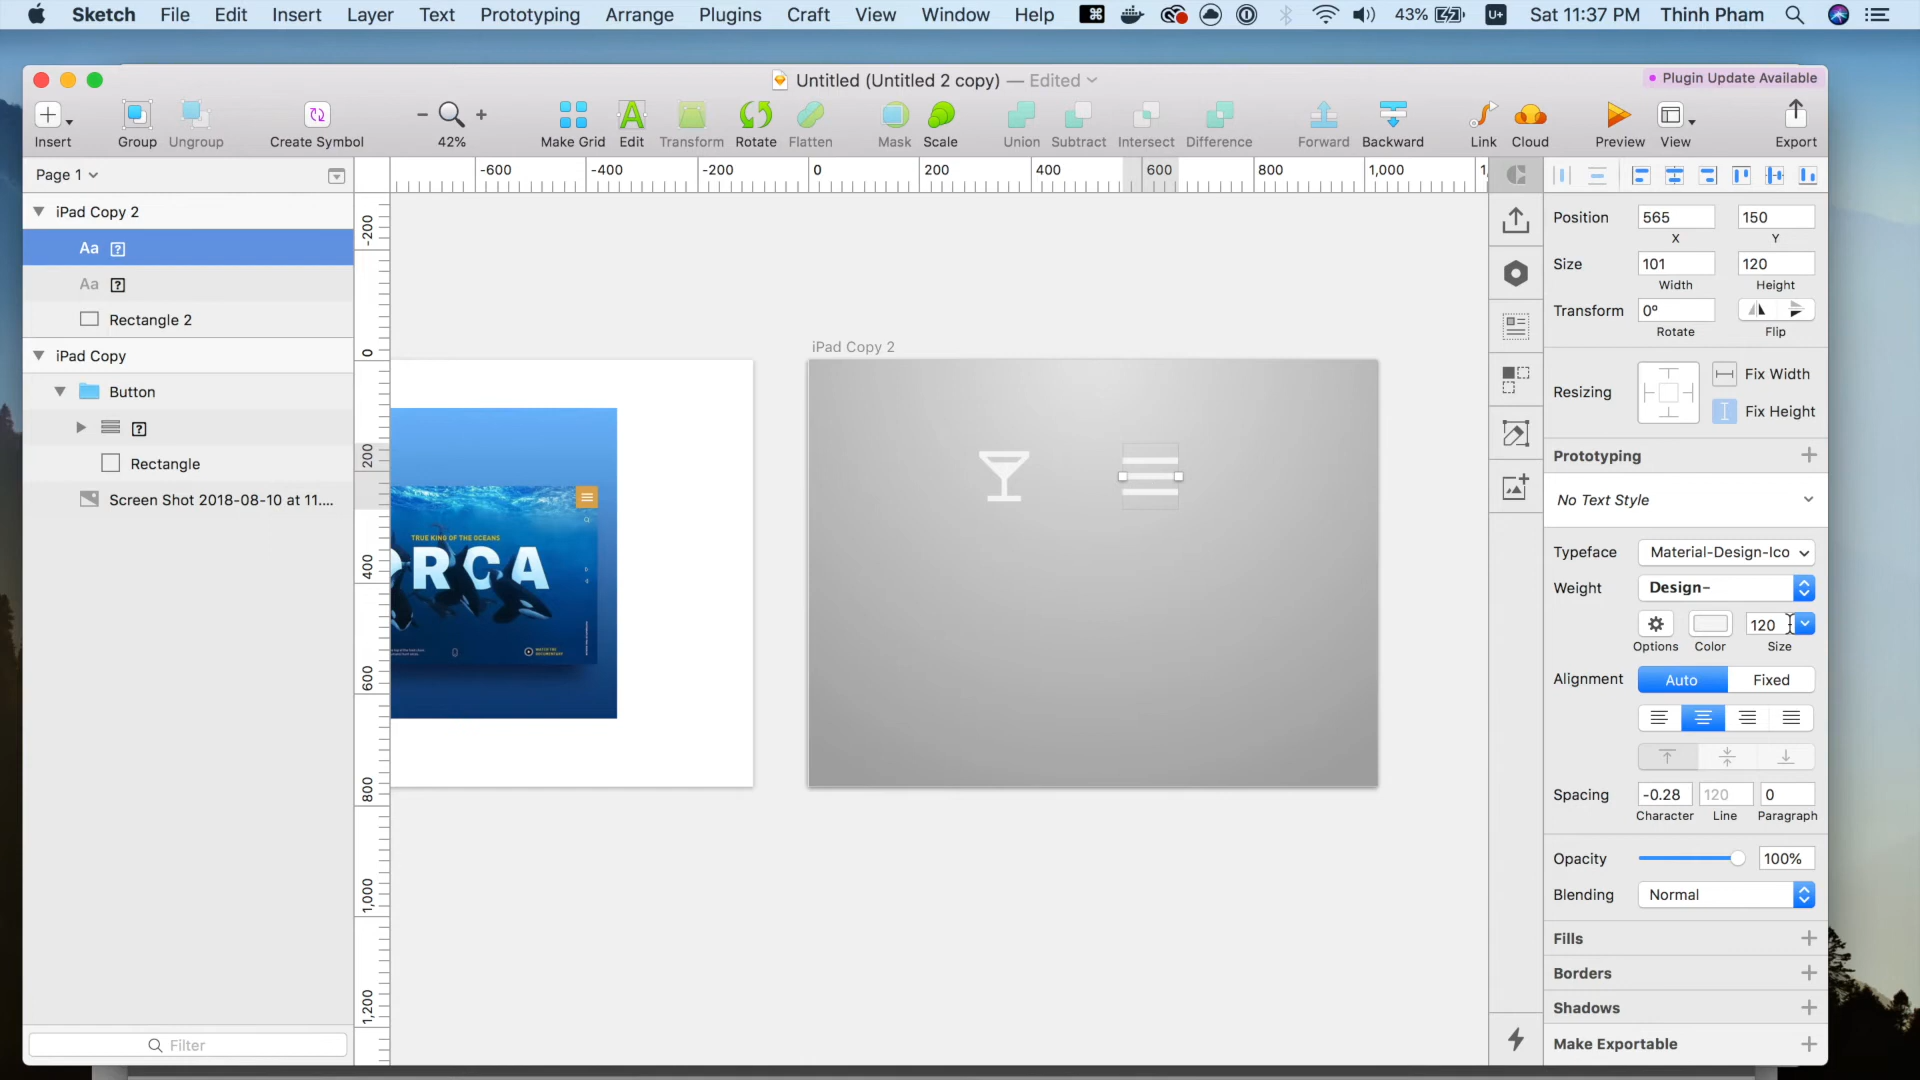 Sketch File Edit Insert Layer Text Prototyping Arrange Plugins Craft View Window Help 43% U+ Sat 11:37 PM Thinh Pham
Untitled (Untitled 2 copy) — Edited
Plugin Update Available
Insert Group Ungroup Create Symbol 42% Make Grid Edit Transform Rotate Flatten Mask Scale Union Subtract Intersect Difference Forward Backward Link Cloud Preview View Export
Page 1
-600 -400 -200 0 200 400 600 800 1,000
iPad Copy 2
Aa ?
Aa ?
Rectangle 2
iPad Copy
Button
?
Rectangle
Screen Shot 2018-08-10 at 11....
Filter
-200
0
200
400
600
800
1,000
1,200
TRUE KING OF THE OCEANS
ORCA
WATCH THE
iPad Copy 2
Position 565 150
X Y
Size 101 120
Width Height
Transform 0º
Rotate Flip
Resizing Fix Width
Fix Height
Prototyping
No Text Style
Typeface Material-Design-Ico
Weight Design-
120
Options Color Size
Alignment Auto Fixed
Spacing -0.28 120 0
Character Line Paragraph
Opacity 100%
Blending Normal
Fills
Borders
Shadows
Make Exportable